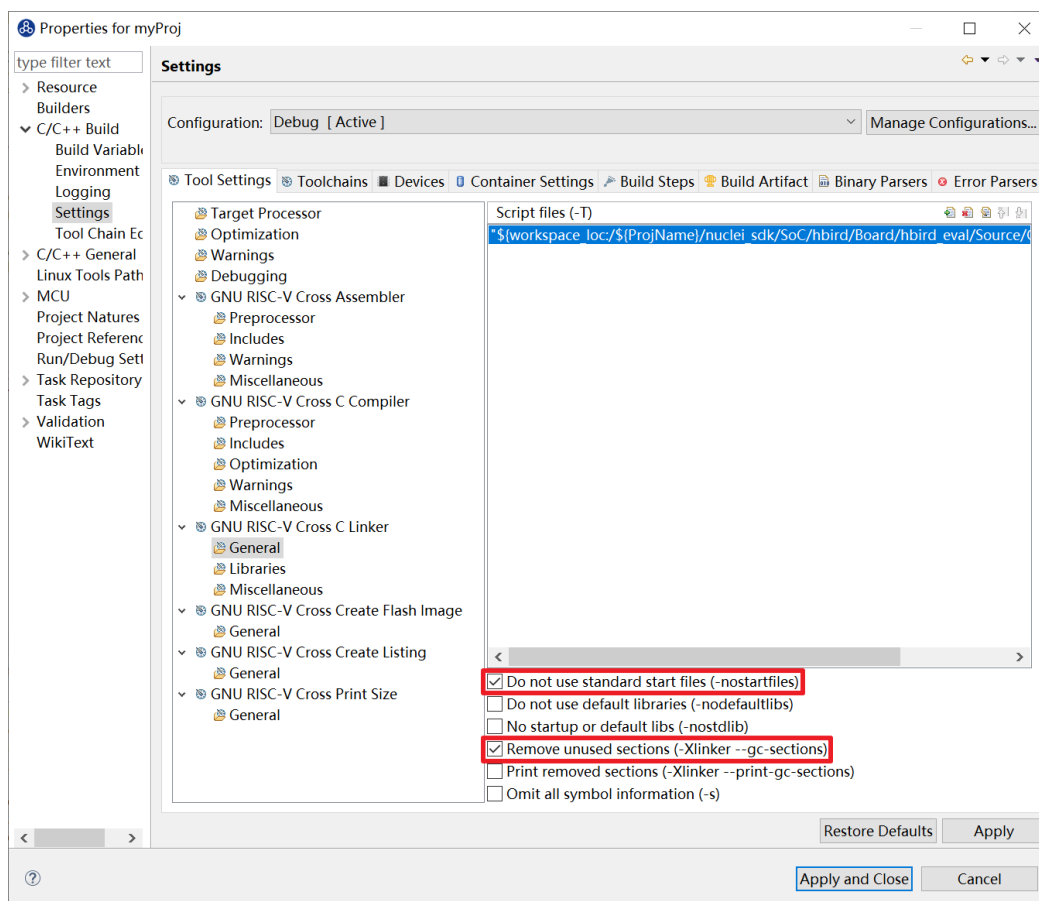 Properties for myProj
type filter text
Resource
Builders
C/C++ Build
Build Variabl
Environment
Logging
Settings
Tool Chain Ec
C/C++ General
Linux Tools Path
MCU
Project Natures
Project Referenc
Run/Debug Sett
Task Repository
Task Tags
Validation
WikiText
Settings
Configuration: Debug [ Active ]
Manage Configurations...
Tool Settings Toolchains Devices Container Settings Build Steps Build Artifact Binary Parsers Error Parsers
Target Processor
Optimization
Warnings
Debugging
GNU RISC-V Cross Assembler
Preprocessor
Includes
Warnings
Miscellaneous
GNU RISC-V Cross C Compiler
Preprocessor
Includes
Optimization
Warnings
Miscellaneous
GNU RISC-V Cross C Linker
General
Libraries
Miscellaneous
GNU RISC-V Cross Create Flash Image
General
GNU RISC-V Cross Create Listing
General
GNU RISC-V Cross Print Size
General
Script files (-T)
"${workspace_loc:/${ProjName}/nuclei_sdk/SoC/hbird/Board/hbird_eval/Source/
Do not use standard start files (-nostartfiles)
Do not use default libraries (-nodefaultlibs)
No startup or default libs (-nostdlib)
Remove unused sections (-Xlinker --gc-sections)
Print removed sections (-Xlinker --print-gc-sections)
Omit all symbol information (-s)
Restore Defaults
Apply
Apply and Close
Cancel